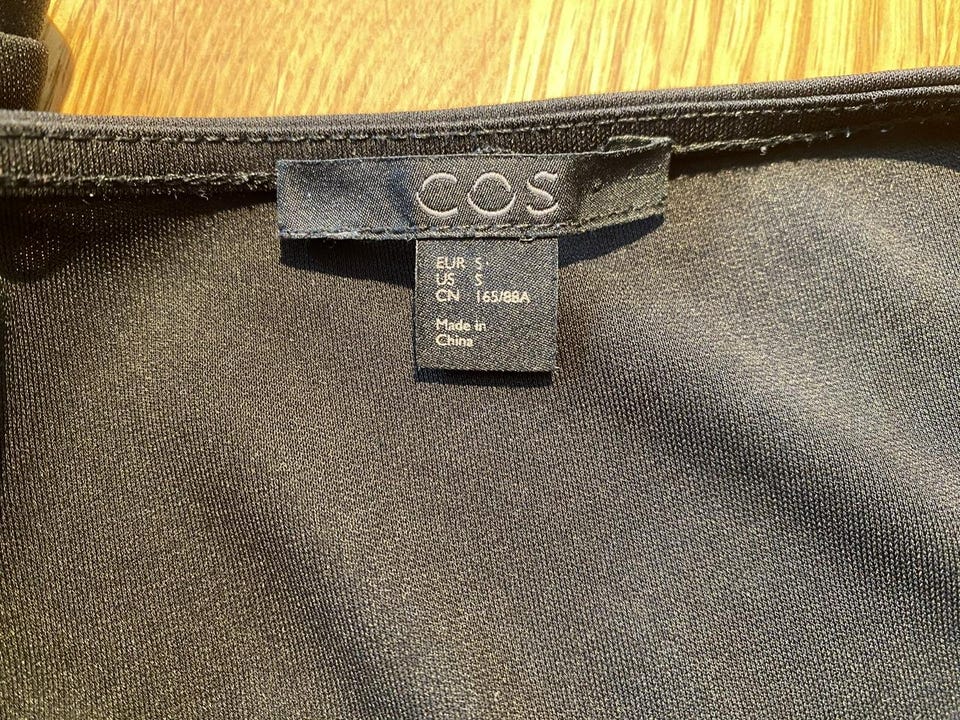 COS
EUR S
US S
CN 165/88A
Made in
China